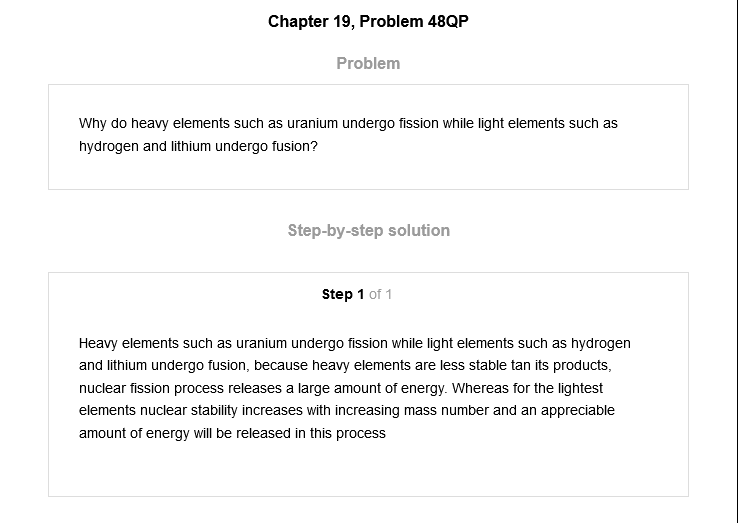 Chapter 19, Problem 48QP
Problem
Why do heavy elements such as uranium undergo fission while light elements such as
hydrogen and lithium undergo fusion?
Step-by-step solution
Step 1 of 1
Heavy elements such as uranium undergo fission while light elements such as hydrogen
and lithium undergo fusion, because heavy elements are less stable tan its products,
nuclear fission process releases a large amount of energy. Whereas for the lightest
elements nuclear stability increases with increasing mass number and an appreciable
amount of energy will be released in this process